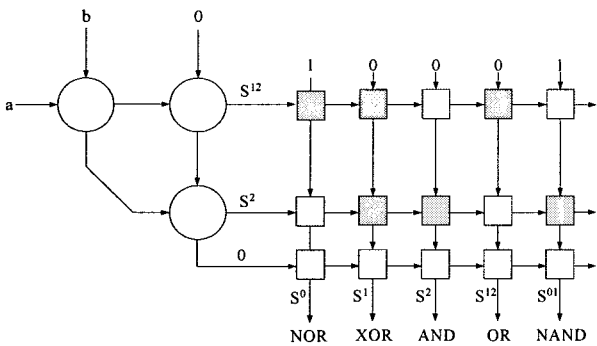 b 0
1 0 0 0 1
a
S¹²
S²
0
S⁰ S¹ S² S¹² S⁰¹
NOR XOR AND OR NAND